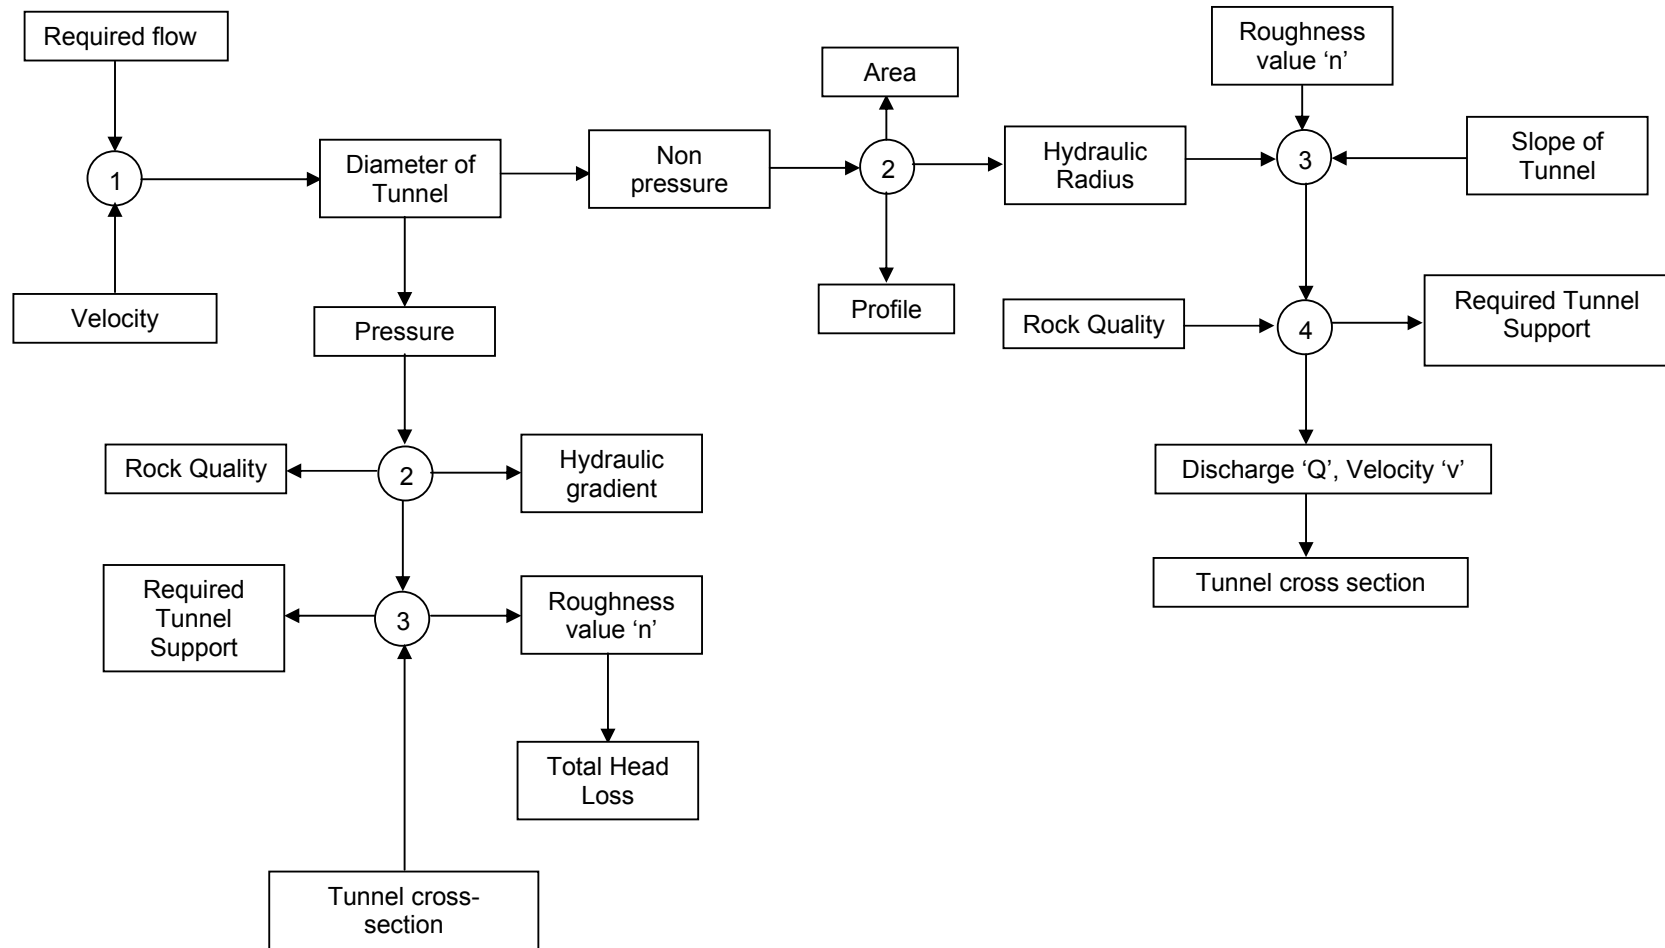 Required flow
1
Velocity
Diameter of
Tunnel
Non
pressure
Area
2
Profile
Hydraulic
Radius
Roughness
value ‘n’
3
Slope of
Tunnel
Rock Quality
4
Required Tunnel
Support
Discharge ‘Q’, Velocity ‘v’
Tunnel cross section
Pressure
Rock Quality
2
Hydraulic
gradient
Required
Tunnel
Support
3
Roughness
value ‘n’
Total Head
Loss
Tunnel cross-
section